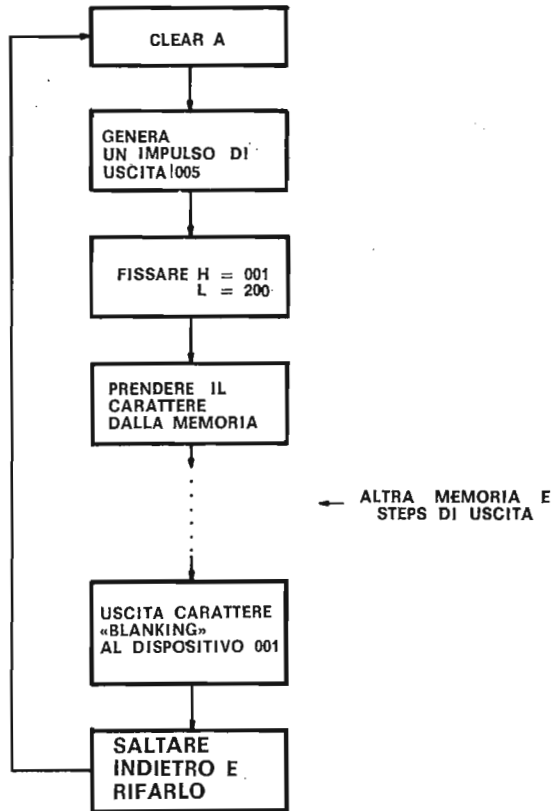 CLEAR A
GENERA
UN IMPULSO DI
USCITA 005
FISSARE H = 001
L = 200
PRENDERE IL
CARATTERE
DALLA MEMORIA
ALTRA MEMORIA E
STEPS DI USCITA
USCITA CARATTERE
«BLANKING»
AL DISPOSITIVO 001
SALTARE
INDIETRO E
RIFARLO